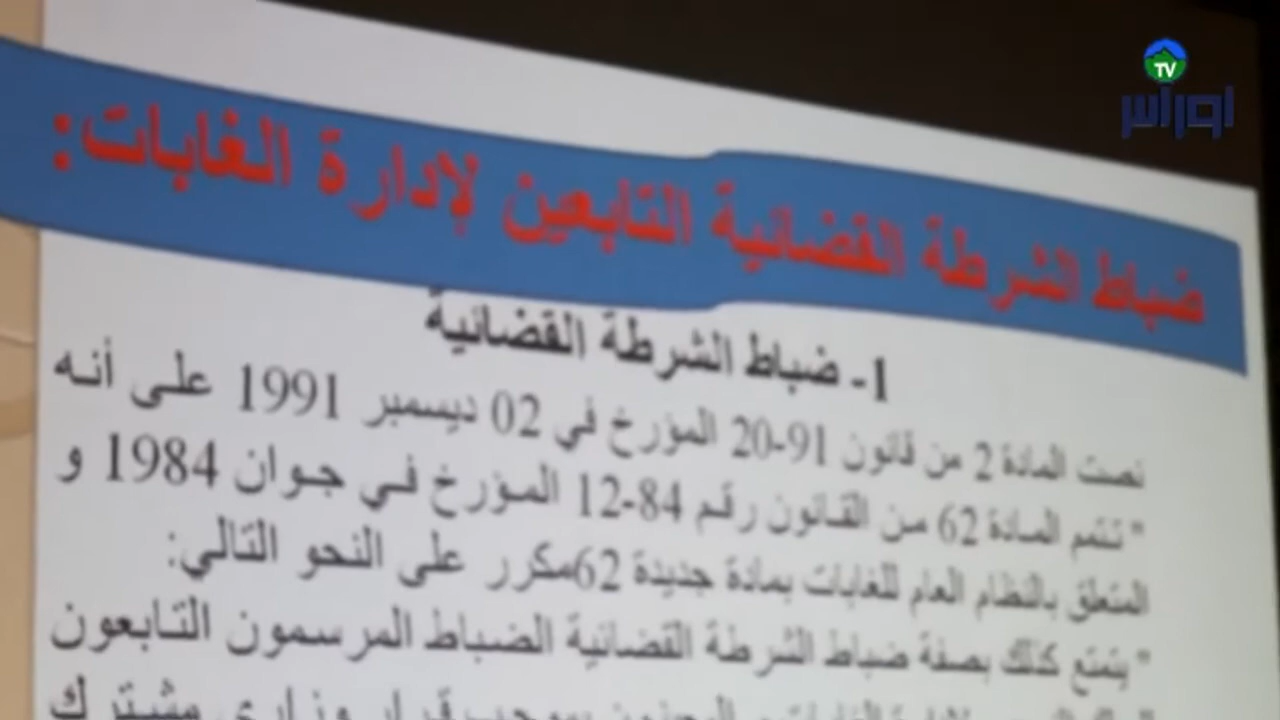 TV
أوراس
ضباط الشرطة القضائية التابعين لإدارة الغابات:
1- ضباط الشرطة القضائية
نصت المادة 2 من قانون 91-20 المؤرخ في 02 ديسمبر 1991 على أنه
" تتمم المادة 62 من القانون رقم 84-12 المؤرخ في جوان 1984 و
المتعلق بالنظام العام للغابات بمادة جديدة 62مكرر على النحو التالي:
" يتمتع كذلك بصفة ضباط الشرطة القضائية الضباط المرسمون التابعون
بموجب قرار وزاري مشترك